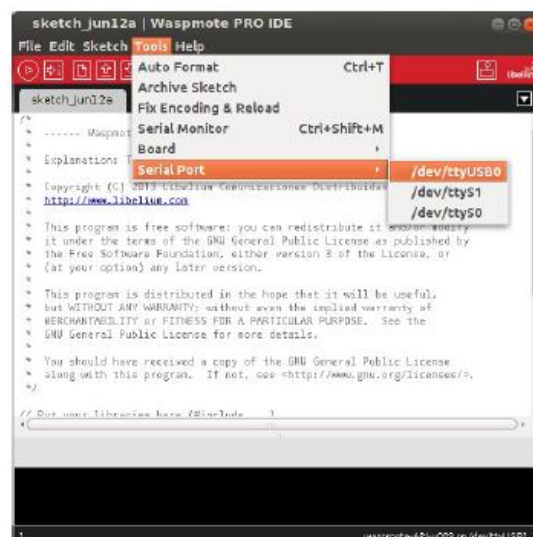 sketch_jun12a | Waspmote PRO IDE
File Edit Sketch Tools Help
Auto Format Ctrl+T
Archive Sketch
Fix Encoding & Reload
Serial Monitor Ctrl+Shift+M
Board
Serial Port
/dev/ttyUSB0
/dev/ttyS1
/dev/ttyS0
sketch_jun12a
/*
* ------ Waspmot
*
* Explanation: T
*
* Copyright (C) 2013 Libelium Comunicaciones Distribuidas
* http://www.libelium.com
*
* This program is free software: you can redistribute it and/or modify
* it under the terms of the GNU General Public License as published by
* the Free Software Foundation, either version 3 of the License, or
* (at your option) any later version.
*
* This program is distributed in the hope that it will be useful,
* but WITHOUT ANY WARRANTY; without even the implied warranty of
* MERCHANTABILITY or FITNESS FOR A PARTICULAR PURPOSE. See the
* GNU General Public License for more details.
*
* You should have received a copy of the GNU General Public License
* along with this program. If not, see <http://www.gnu.org/licenses/>.
*/
// Put your libraries here (#include
1